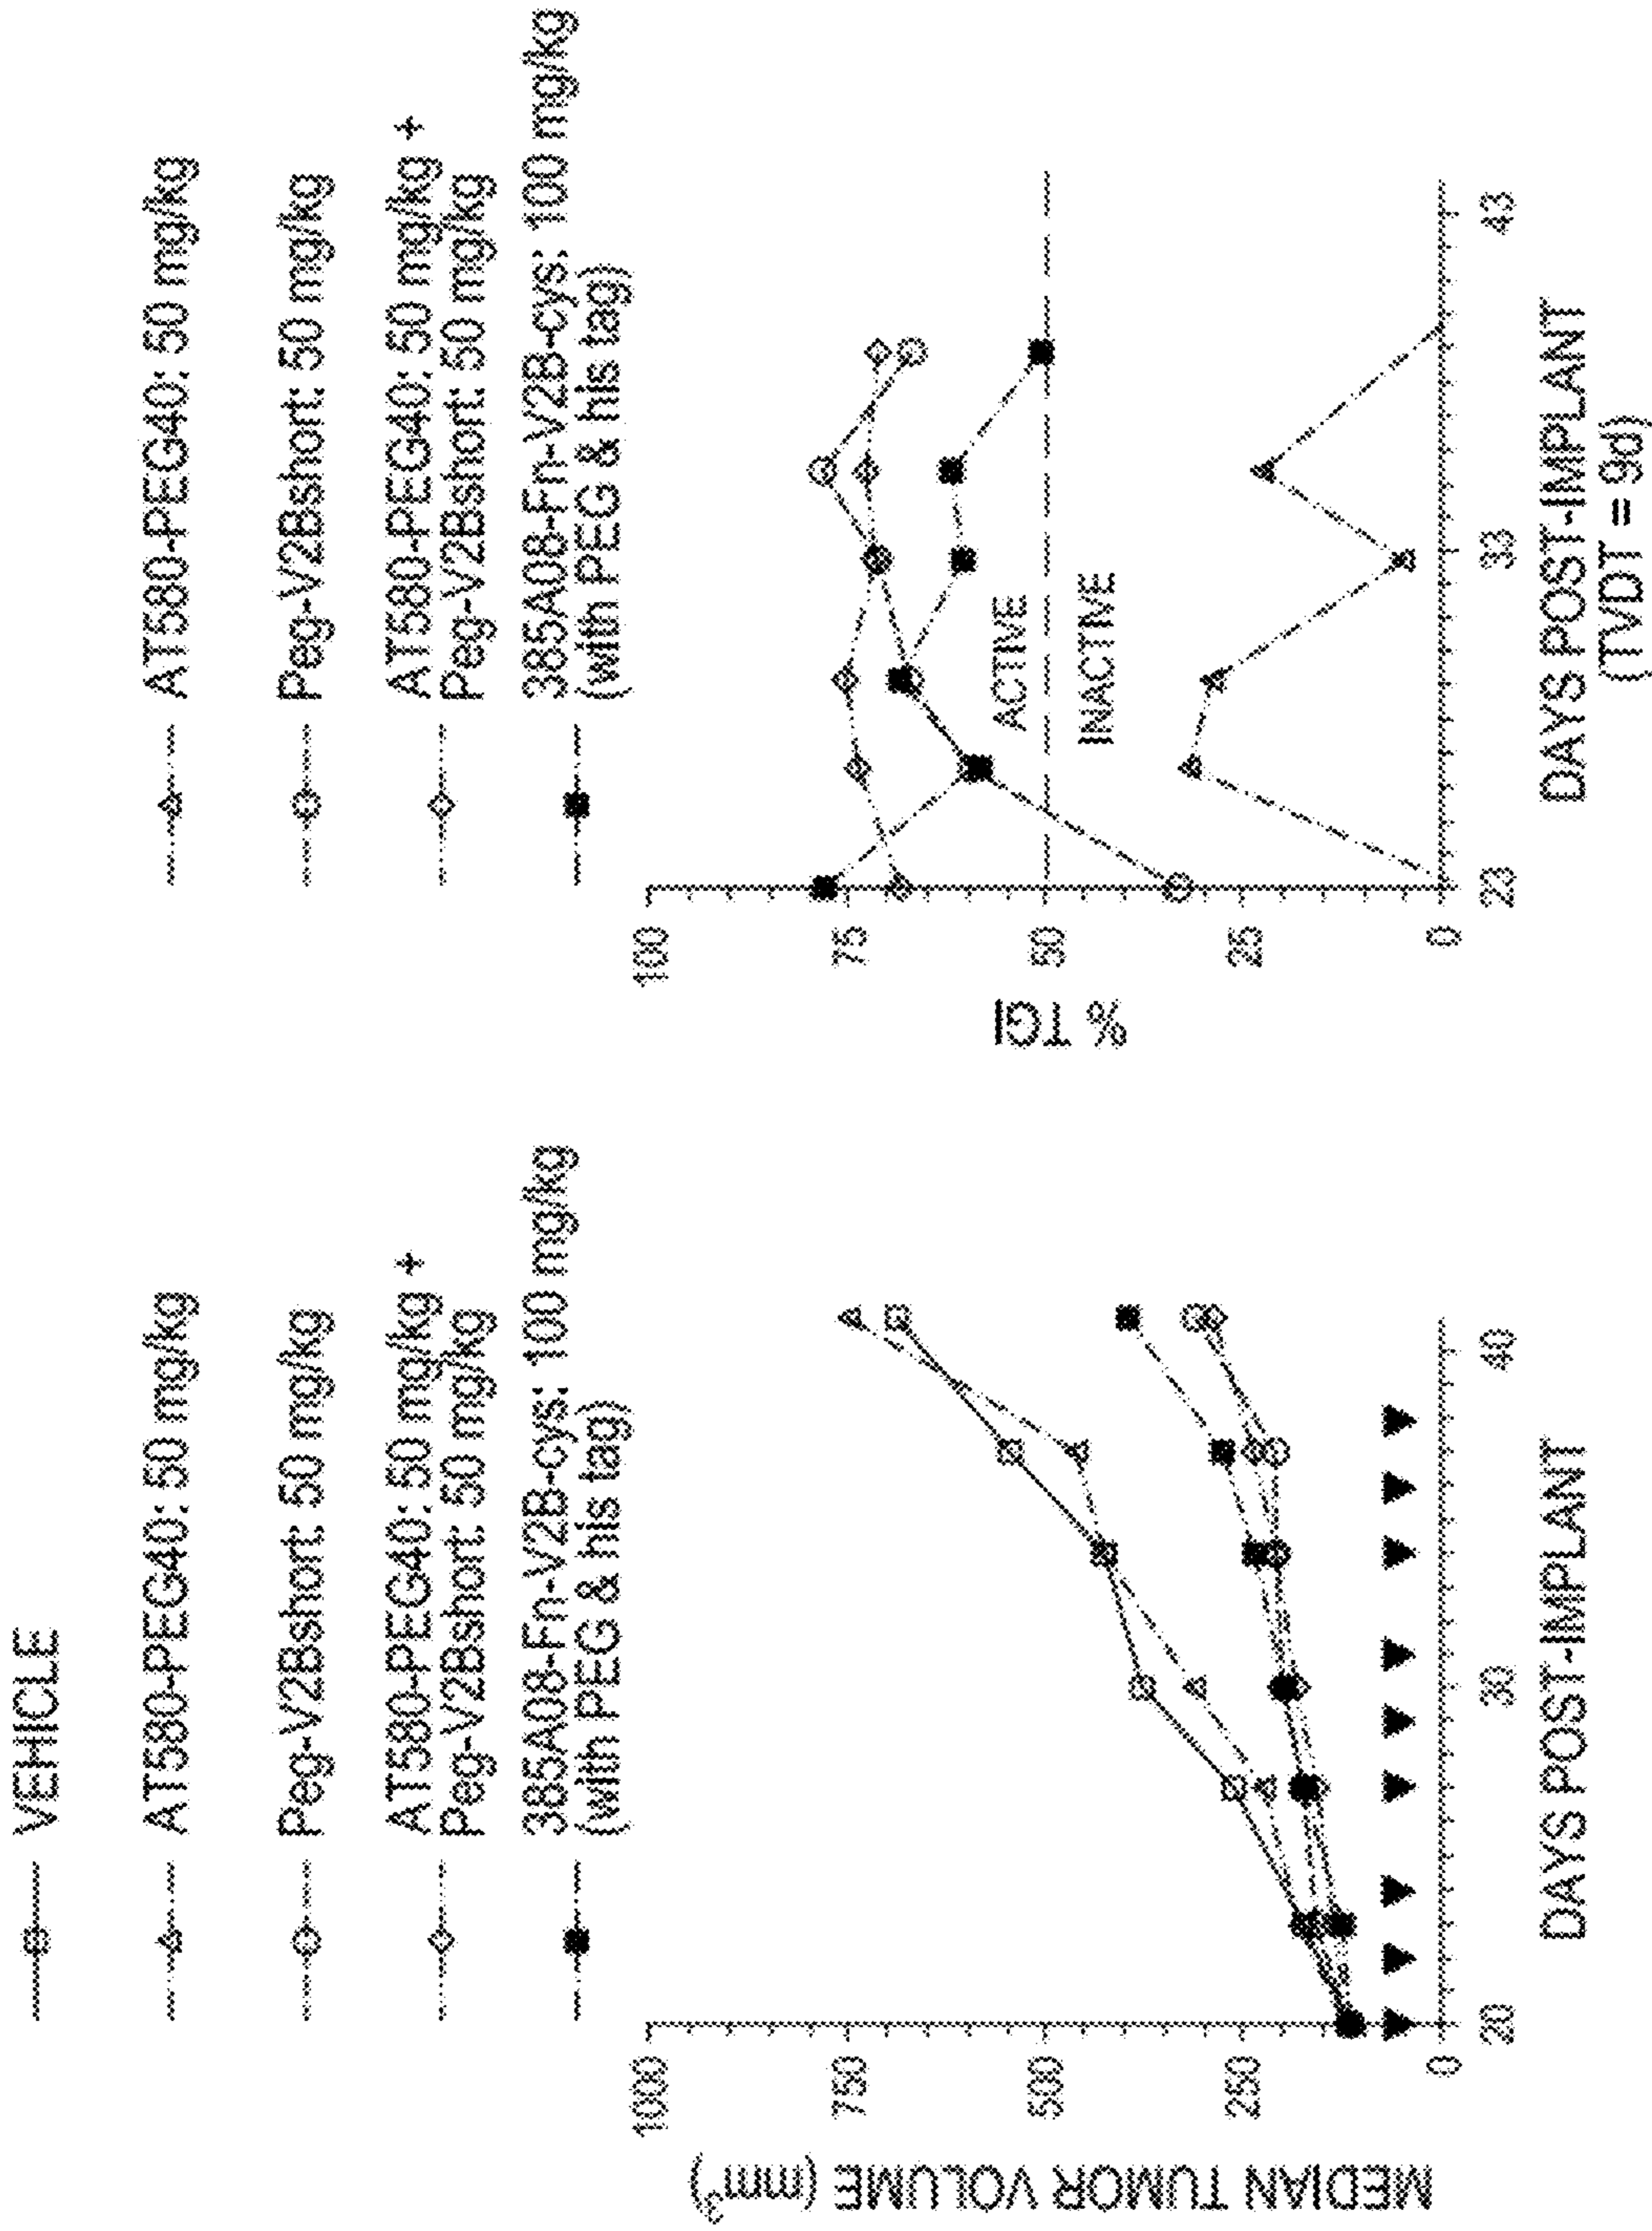 VEHICLE
AT580-PEG40: 50 mg/kg
Peg-V2Bshort: 50 mg/kg
AT580-PEG40: 50 mg/kg +
Peg-V2Bshort: 50 mg/kg
385A08-Fn-V2B-cys: 100 mg/kg
(with PEG & his tag)
MEDIAN TUMOR VOLUME (mm3)
1000
750
500
250
0
20
30
40
DAYS POST-IMPLANT
AT580-PEG40: 50 mg/kg
Peg-V2Bshort: 50 mg/kg
AT580-PEG40: 50 mg/kg +
Peg-V2Bshort: 50 mg/kg
385A08-Fn-V2B-cys: 100 mg/kg
(with PEG & his tag)
% TGI
100
75
50
25
0
ACTIVE
INACTIVE
23
33
43
DAYS POST-IMPLANT
(TVDT = 9d)